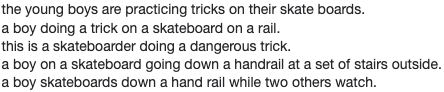 the young boys are practicing tricks on their skate boards.
a boy doing a trick on a skateboard on a rail.
this is a skateboarder doing a dangerous trick.
a boy on a skateboard going down a handrail at a set of stairs outside.
a boy skateboards down a hand rail while two others watch.